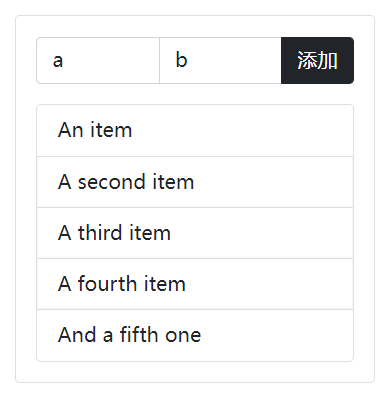 a b 添加
An item
A second item
A third item
A fourth item
And a fifth one